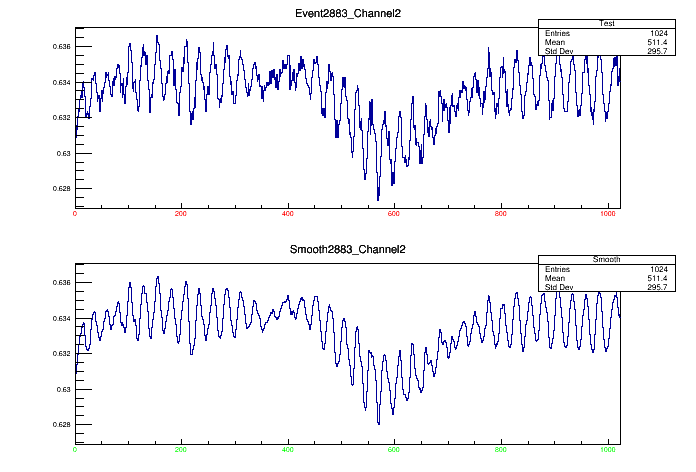 Event2883_Channel2
Test
Entries 1024
Mean 511.4
Std Dev 295.7
0.636
0.634
0.632
0.63
0.628
0 200 400 600 800 1000
Smooth2883_Channel2
Smooth
Entries 1024
Mean 511.4
Std Dev 295.7
0.636
0.634
0.632
0.63
0.628
0 200 400 600 800 1000